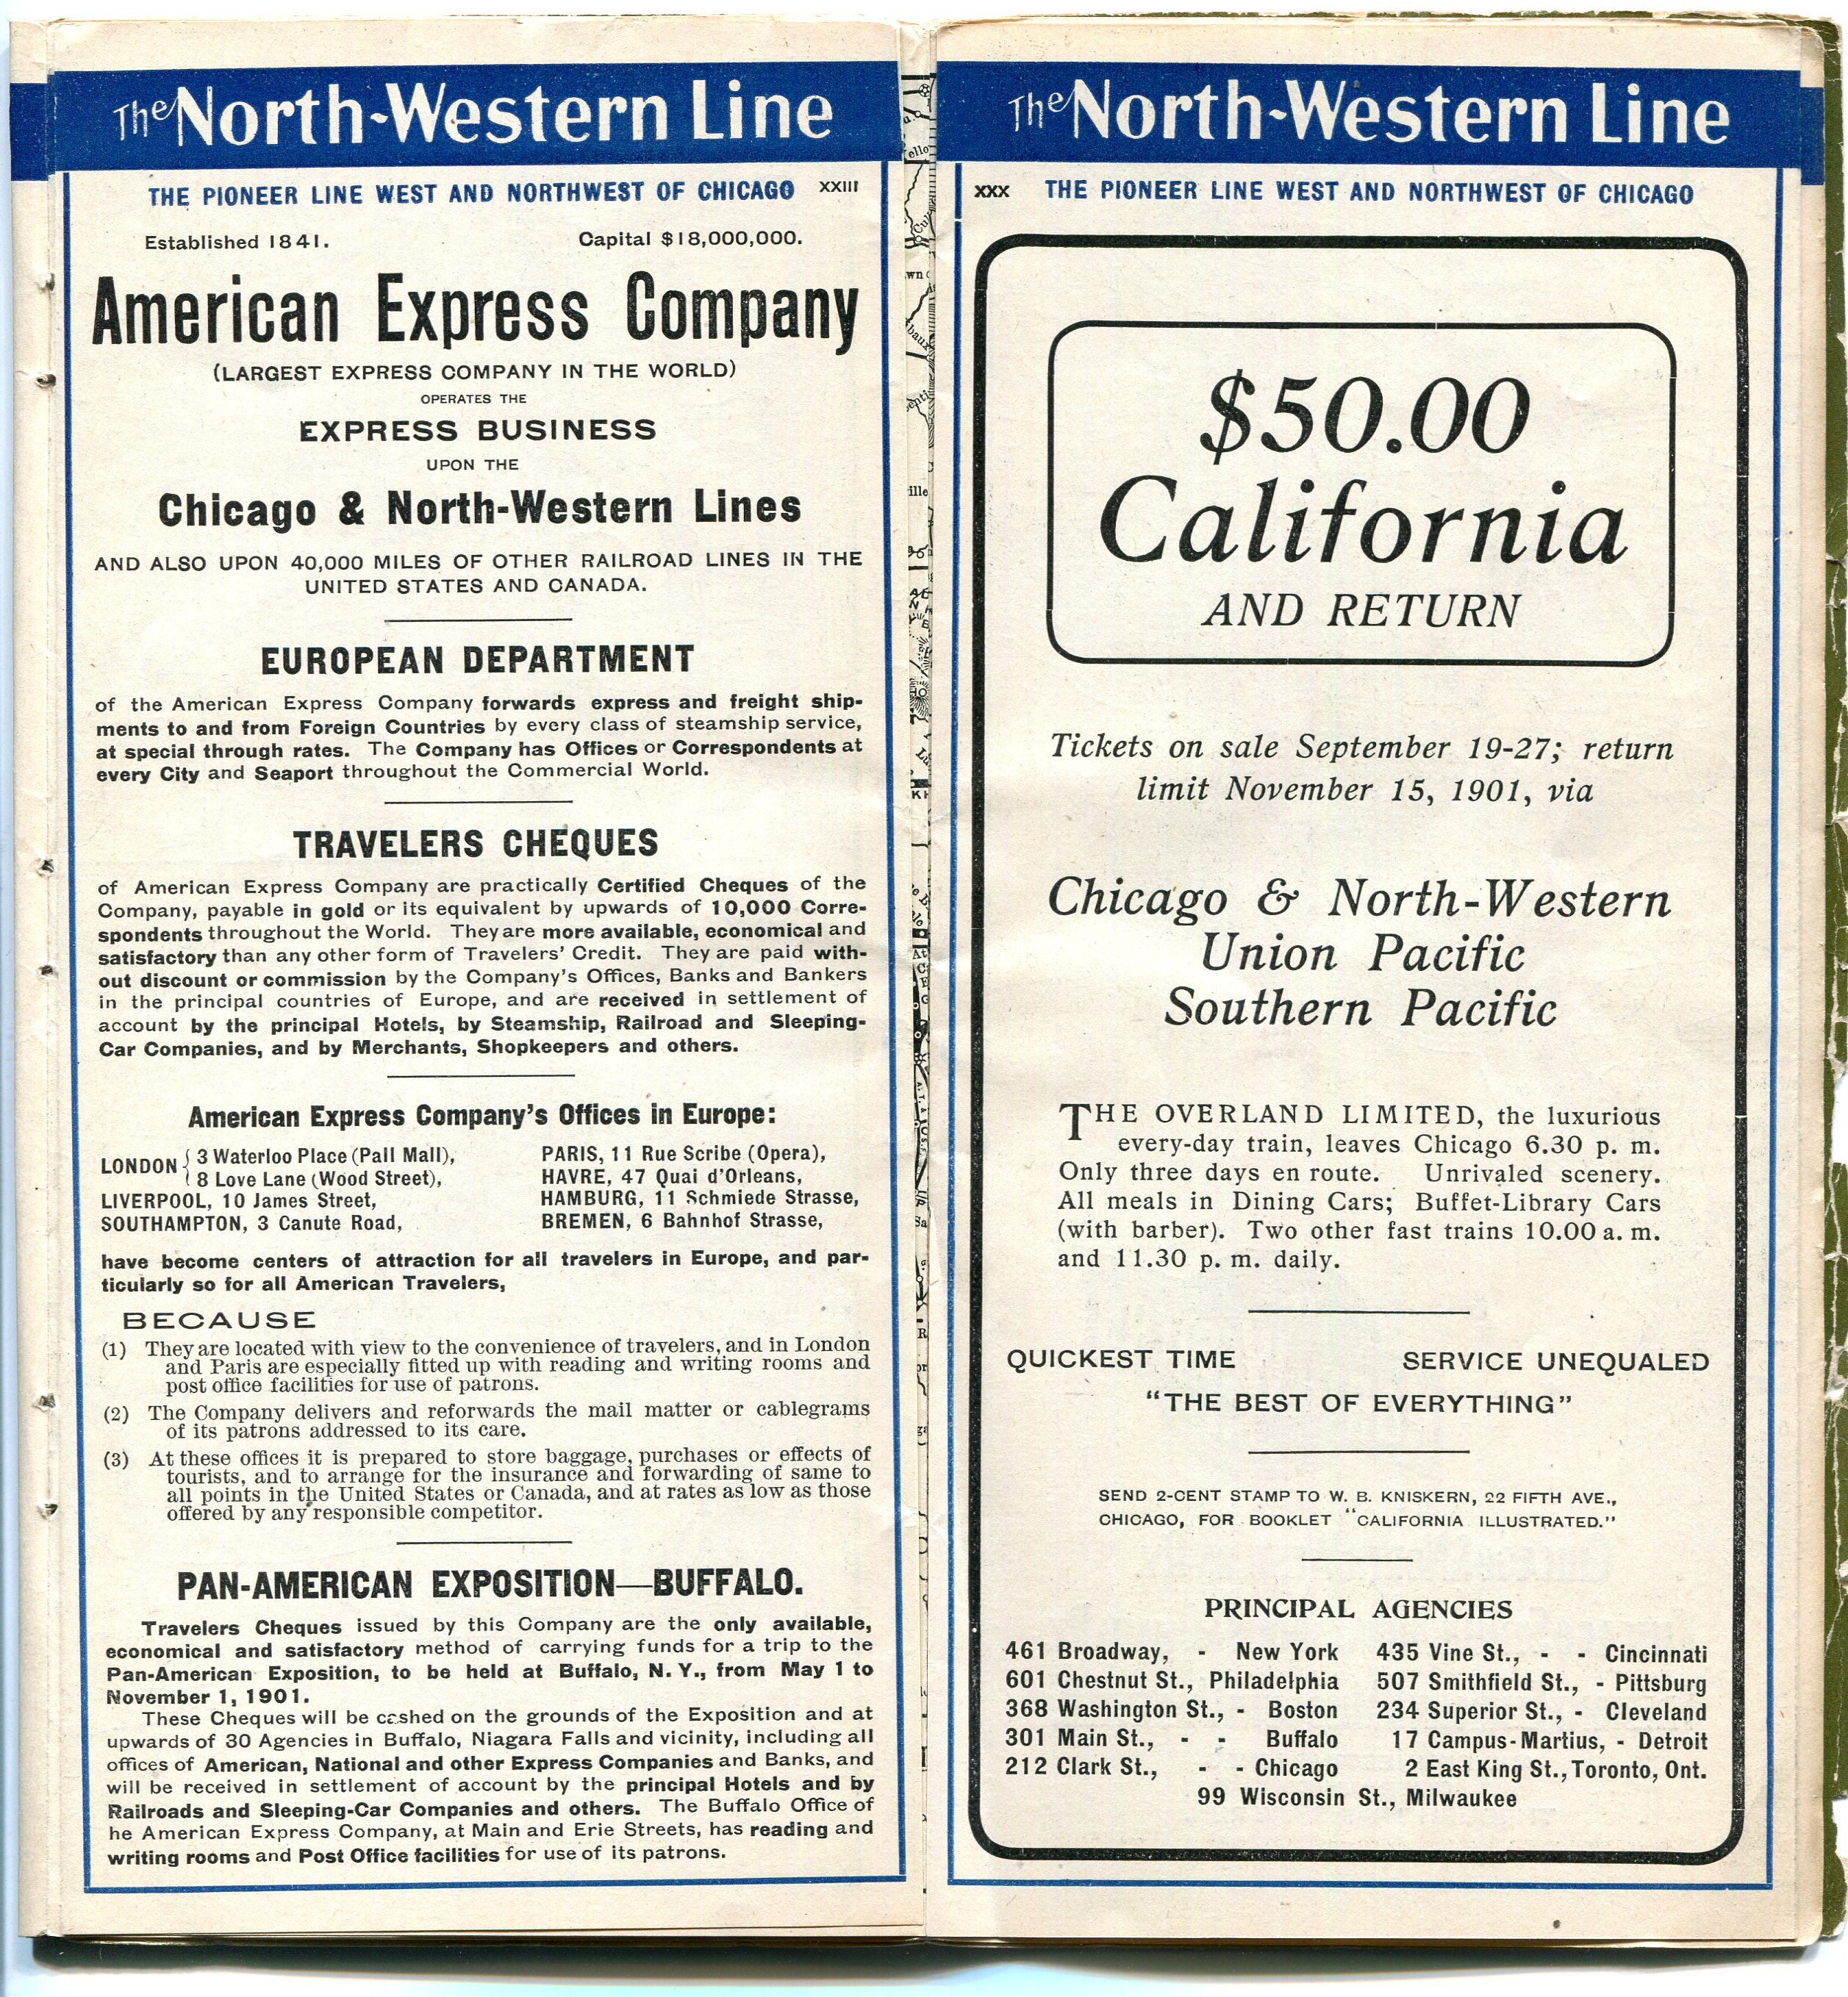 The North-Western Line
THE PIONEER LINE WEST AND NORTHWEST OF CHICAGO XXIII
Established 1841. Capital $18,000,000.
American Express Company
(LARGEST EXPRESS COMPANY IN THE WORLD)
OPERATES THE
EXPRESS BUSINESS
UPON THE
Chicago & North-Western Lines
AND ALSO UPON 40,000 MILES OF OTHER RAILROAD LINES IN THE
UNITED STATES AND CANADA.
EUROPEAN DEPARTMENT
of the American Express Company forwards express and freight ship-
ments to and from Foreign Countries by every class of steamship service,
at special through rates. The Company has Offices or Correspondents at
every City and Seaport throughout the Commercial World.
TRAVELERS CHEQUES
of American Express Company are practically Certified Cheques of the
Company, payable in gold or its equivalent by upwards of 10,000 Corre-
spondents throughout the World. They are more available, economical and
satisfactory than any other form of Travelers' Credit. They are paid with-
out discount or commission by the Company's Offices, Banks and Bankers
in the principal countries of Europe, and are received in settlement of
account by the principal Hotels, by Steamship, Railroad and Sleeping-
Car Companies, and by Merchants, Shopkeepers and others.
American Express Company's Offices in Europe:
LONDON { 3 Waterloo Place (Pall Mall),
8 Love Lane (Wood Street),
LIVERPOOL, 10 James Street,
SOUTHAMPTON, 3 Canute Road,
PARIS, 11 Rue Scribe (Opera),
HAVRE, 47 Quai d'Orleans,
HAMBURG, 11 Schmiede Strasse,
BREMEN, 6 Bahnhof Strasse,
have become centers of attraction for all travelers in Europe, and par-
ticularly so for all American Travelers,
BECAUSE
(1) They are located with view to the convenience of travelers, and in London
and Paris are especially fitted up with reading and writing rooms and
post office facilities for use of patrons.
(2) The Company delivers and reforwards the mail matter or cablegrams
of its patrons addressed to its care.
(3) At these offices it is prepared to store baggage, purchases or effects of
tourists, and to arrange for the insurance and forwarding of same to
all points in the United States or Canada, and at rates as low as those
offered by any responsible competitor.
PAN-AMERICAN EXPOSITION—BUFFALO.
Travelers Cheques issued by this Company are the only available,
economical and satisfactory method of carrying funds for a trip to the
Pan-American Exposition, to be held at Buffalo, N. Y., from May 1 to
November 1, 1901.
These Cheques will be cashed on the grounds of the Exposition and at
upwards of 30 Agencies in Buffalo, Niagara Falls and vicinity, including all
offices of American, National and other Express Companies and Banks, and
will be received in settlement of account by the principal Hotels and by
Railroads and Sleeping-Car Companies and others. The Buffalo Office of
he American Express Company, at Main and Erie Streets, has reading and
writing rooms and Post Office facilities for use of its patrons.
The North-Western Line
XXX THE PIONEER LINE WEST AND NORTHWEST OF CHICAGO
$50.00
California
AND RETURN
Tickets on sale September 19-27; return
limit November 15, 1901, via
Chicago & North-Western
Union Pacific
Southern Pacific
THE OVERLAND LIMITED, the luxurious
every-day train, leaves Chicago 6.30 p. m.
Only three days en route. Unrivaled scenery.
All meals in Dining Cars; Buffet-Library Cars
(with barber). Two other fast trains 10.00 a. m.
and 11.30 p. m. daily.
QUICKEST TIME SERVICE UNEQUALED
"THE BEST OF EVERYTHING"
SEND 2-CENT STAMP TO W. B. KNISKERN, 22 FIFTH AVE.,
CHICAGO, FOR BOOKLET "CALIFORNIA ILLUSTRATED."
PRINCIPAL AGENCIES
461 Broadway, - New York
601 Chestnut St., Philadelphia
368 Washington St., - Boston
301 Main St., - - Buffalo
212 Clark St., - - Chicago
435 Vine St., - - Cincinnati
507 Smithfield St., - Pittsburg
234 Superior St., - Cleveland
17 Campus-Martius, - Detroit
2 East King St., Toronto, Ont.
99 Wisconsin St., Milwaukee